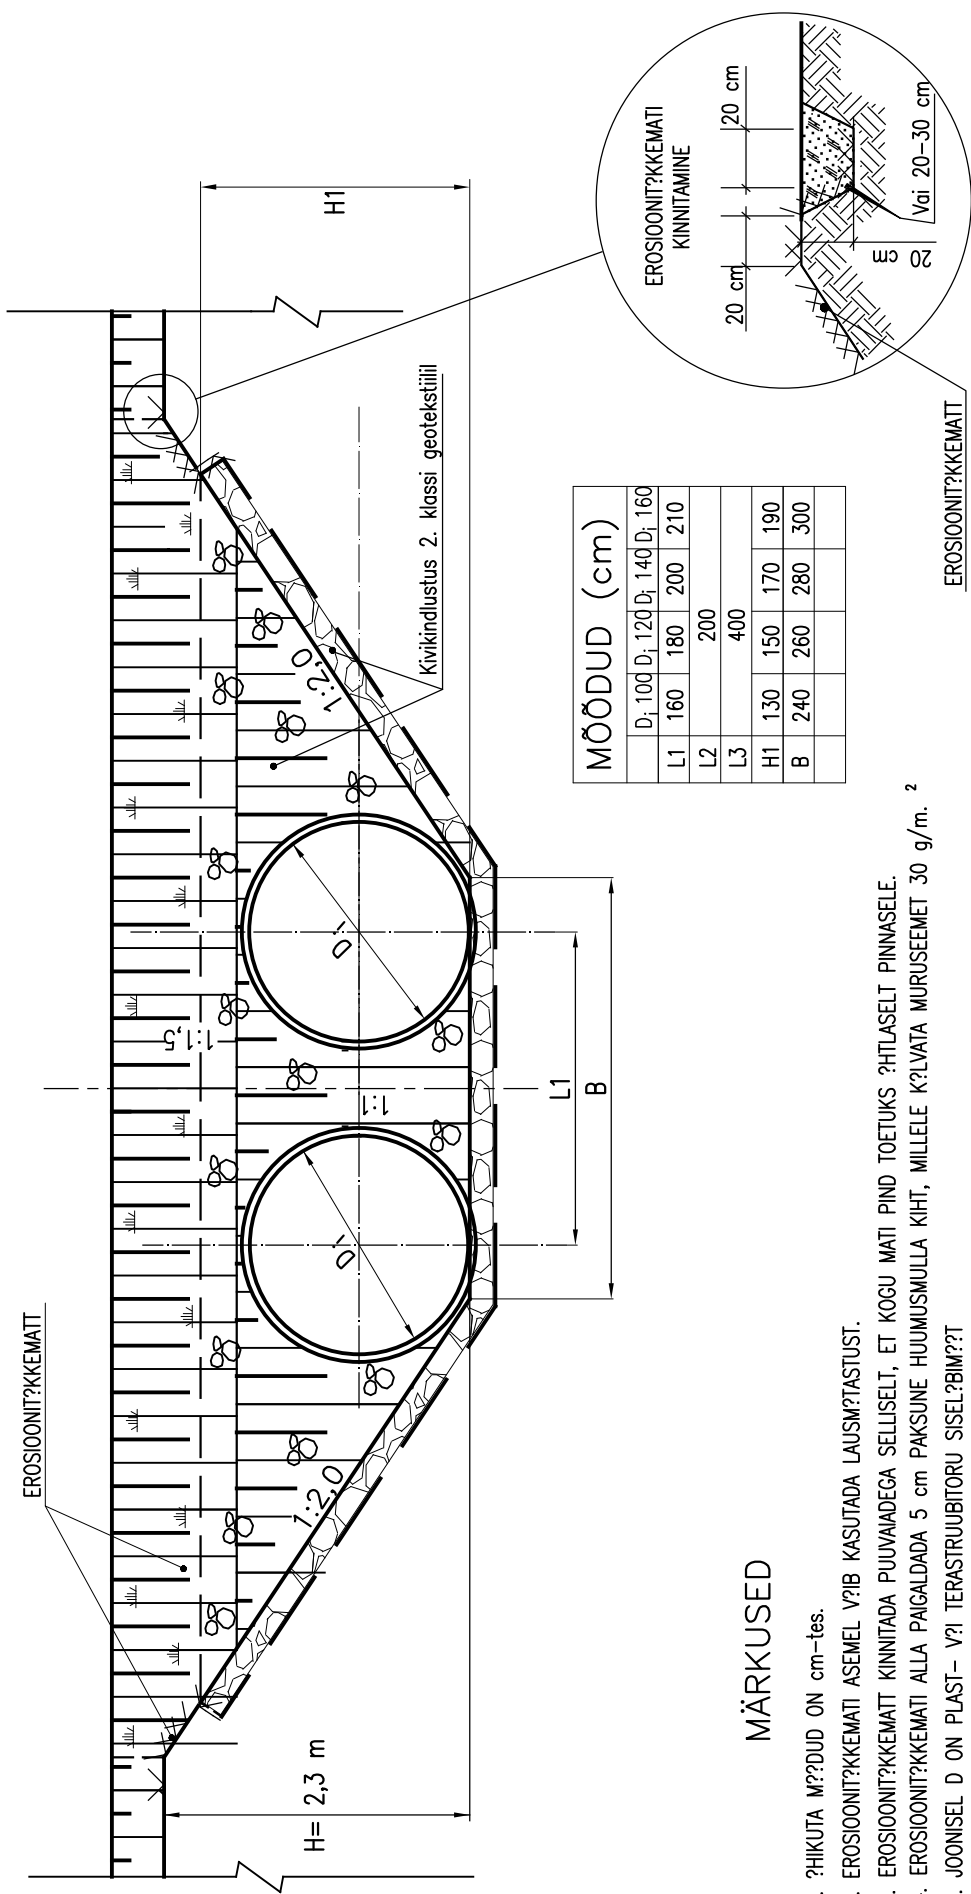 EROSIOONIT?KKEMATT
H= 2,3 m
1:2,0
1:1,5
1:1
Di
Di
1:2,0
L1
B
H1
Kivikindlustus 2. klassi geotekstiilil
EROSIOONIT?KKEMATI
KINNITAMINE
20 cm
20 cm
20 cm
Vai 20-30 cm
EROSIOONIT?KKEMATT
MÕÕDUD (cm)
Di 100 Di 120 Di 140 Di 160
L1 160 180 200 210
L2 200
L3 400
H1 130 150 170 190
B 240 260 280 300
MÄRKUSED
. ?HIKUTA M??DUD ON cm-tes.
. EROSIOONIT?KKEMATI ASEMEL V?IB KASUTADA LAUSM?TASTUST.
. EROSIOONIT?KKEMATT KINNITADA PUUVAIADEGA SELLISELT, ET KOGU MATI PIND TOETUKS ?HTLASELT PINNASELE.
. EROSIOONIT?KKEMATI ALLA PAIGALDADA 5 cm PAKSUNE HUUMUSMULLA KIHT, MILLELE K?LVATA MURUSEEMET 30 g/m. 2
. JOONISEL D ON PLAST- V?I TERASTRUUBITORU SISEL?BIM??T